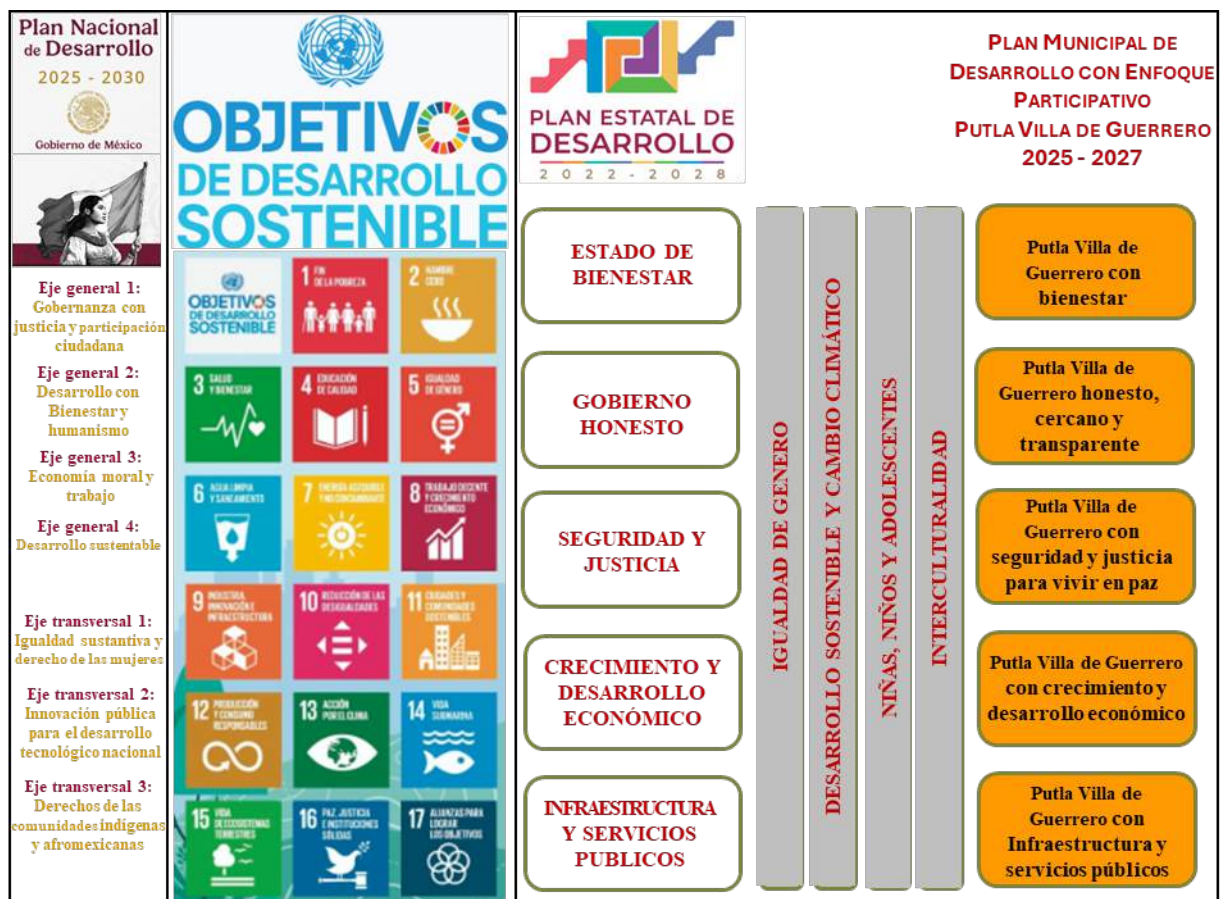 Plan Nacional
de Desarrollo
2025 - 2030
Gobierno de México
Eje general 1:
Gobernanza con
justicia y participación
ciudadana
Eje general 2:
Desarrollo con
Bienestar y
humanismo
Eje general 3:
Economía moral y
trabajo
Eje general 4:
Desarrollo sustentable
Eje transversal 1:
Igualdad sustantiva y
derecho de las mujeres
Eje transversal 2:
Innovación pública
para el desarrollo
tecnológico nacional
Eje transversal 3:
Derechos de las
comunidades indígenas
y afromexicanas
OBJETIVOS
DE DESARROLLO
SOSTENIBLE
OBJETIVOS
DE DESARROLLO
SOSTENIBLE
1 FIN
DE LA POBREZA
2 HAMBRE
CERO
3 SALUD
Y BIENESTAR
4 EDUCACIÓN
DE CALIDAD
5 IGUALDAD
DE GÉNERO
6 AGUA LIMPIA
Y SANEAMIENTO
7 ENERGÍA ASEQUIBLE
Y NO CONTAMINANTE
8 TRABAJO DECENTE
Y CRECIMIENTO
ECONÓMICO
9 INDUSTRIA,
INNOVACIÓN E
INFRAESTRUCTURA
10 REDUCCIÓN DE LAS
DESIGUALDADES
11 CIUDADES Y
COMUNIDADES
SOSTENIBLES
12 PRODUCCIÓN
Y CONSUMO
RESPONSABLES
13 ACCIÓN
POR EL CLIMA
14 VIDA
SUBMARINA
15 VIDA
DE ECOSISTEMAS
TERRESTRES
16 PAZ, JUSTICIA
E INSTITUCIONES
SÓLIDAS
17 ALIANZAS PARA
LOGRAR
LOS OBJETIVOS
PLAN ESTATAL DE
DESARROLLO
2022-2028
ESTADO DE
BIENESTAR
GOBIERNO
HONESTO
SEGURIDAD Y
JUSTICIA
CRECIMIENTO Y
DESARROLLO
ECONÓMICO
INFRAESTRUCTURA
Y SERVICIOS
PUBLICOS
IGUALDAD DE GENERO
DESARROLLO SOSTENIBLE Y CAMBIO CLIMÁTICO
NIÑAS, NIÑOS Y ADOLESCENTES
INTERCULTURALIDAD
PLAN MUNICIPAL DE
DESARROLLO CON ENFOQUE
PARTICIPATIVO
PUTLA VILLA DE GUERRERO
2025 - 2027
Putla Villa de
Guerrero con
bienestar
Putla Villa de
Guerrero honesto,
cercano y
transparente
Putla Villa de
Guerrero con
seguridad y justicia
para vivir en paz
Putla Villa de Guerrero
con crecimiento y
desarrollo económico
Putla Villa de
Guerrero con
Infraestructura y
servicios públicos